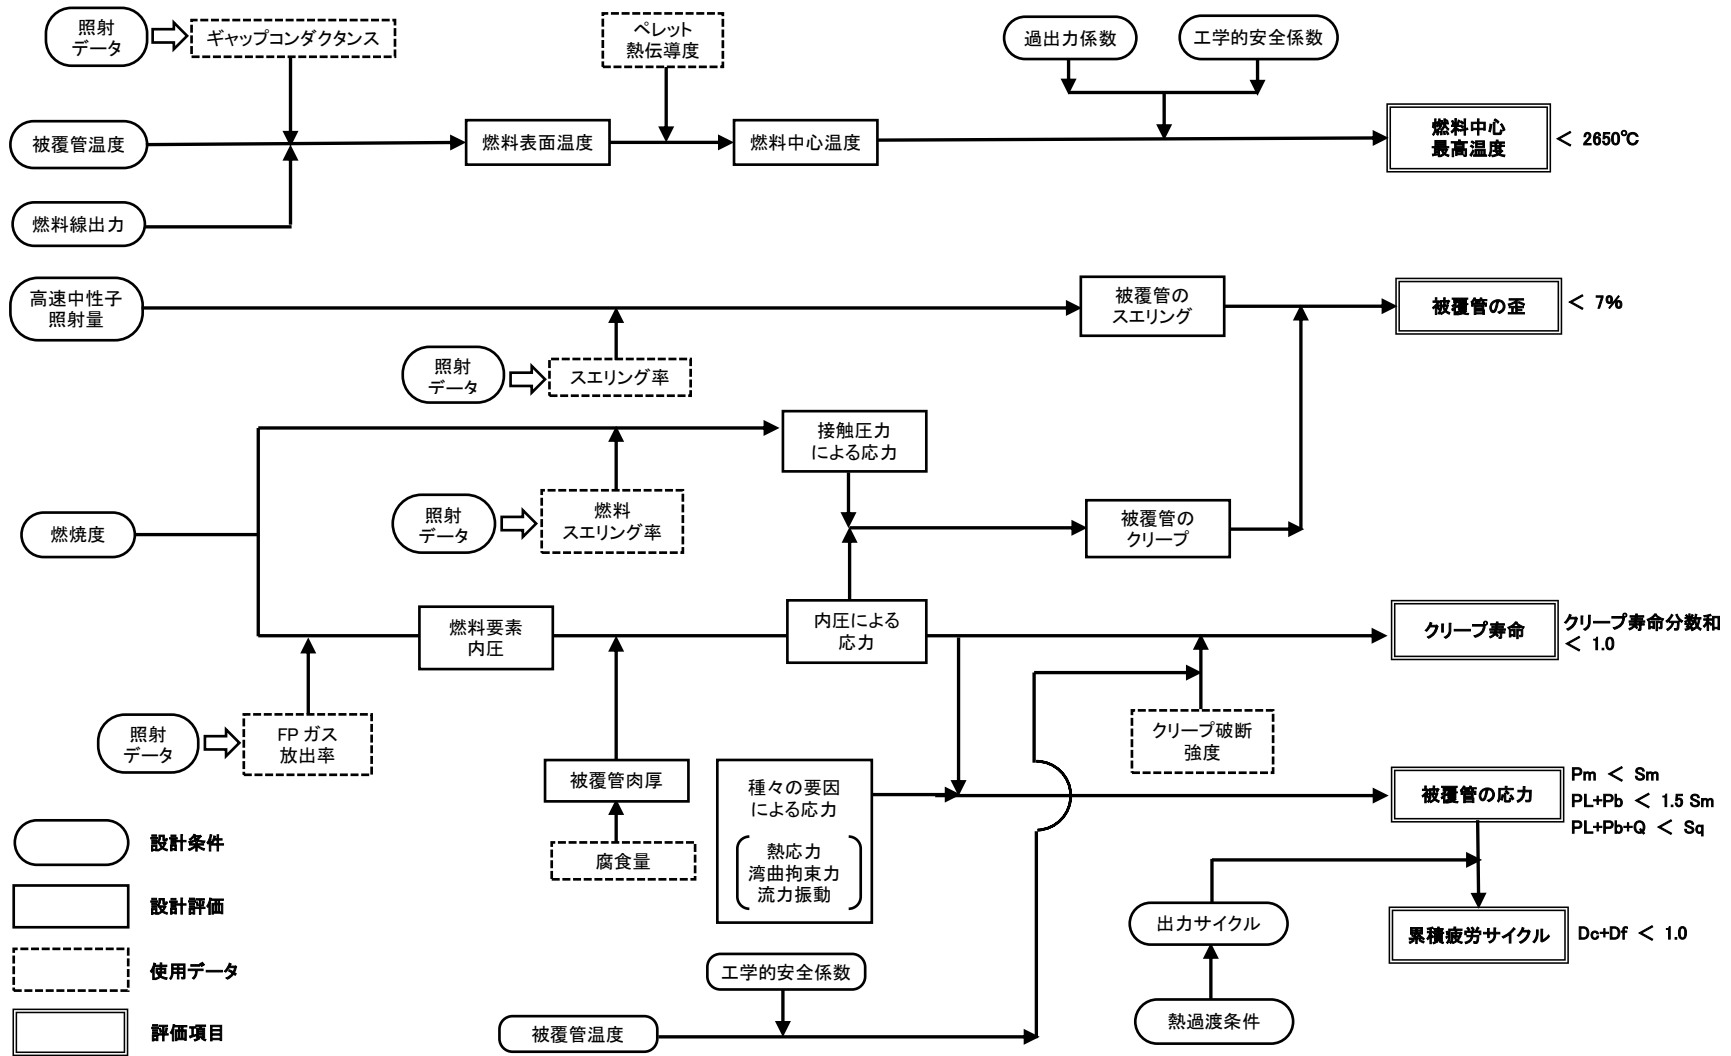 照射
データ
ギャップコンダクタンス
ペレット
熱伝導度
過出力係数
工学的安全係数
被覆管温度
燃料表面温度
燃料中心温度
燃料中心
最高温度
＜ 2650℃
燃料線出力
高速中性子
照射量
被覆管の
スエリング
被覆管の歪
＜ 7%
照射
データ
スエリング率
接触圧力
による応力
照射
データ
燃料
スエリング率
燃焼度
被覆管の
クリープ
燃料要素
内圧
内圧による
応力
クリープ寿命
クリープ寿命分数和
＜ 1.0
照射
データ
FP ガス
放出率
クリープ破断
強度
被覆管肉厚
種々の要因
による応力
熱応力
湾曲拘束力
流力振動
被覆管の応力
Pm ＜ Sm
PL+Pb ＜ 1.5 Sm
PL+Pb+Q ＜ Sq
腐食量
設計条件
設計評価
使用データ
評価項目
出力サイクル
累積疲労サイクル
Dc+Df ＜ 1.0
工学的安全係数
被覆管温度
熱過渡条件